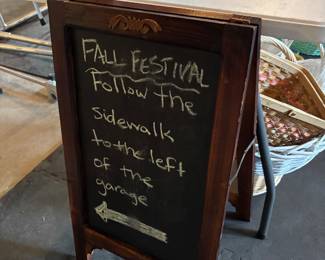 FALL FESTIVAL
Follow the
sidewalk
to the left
of the
garage